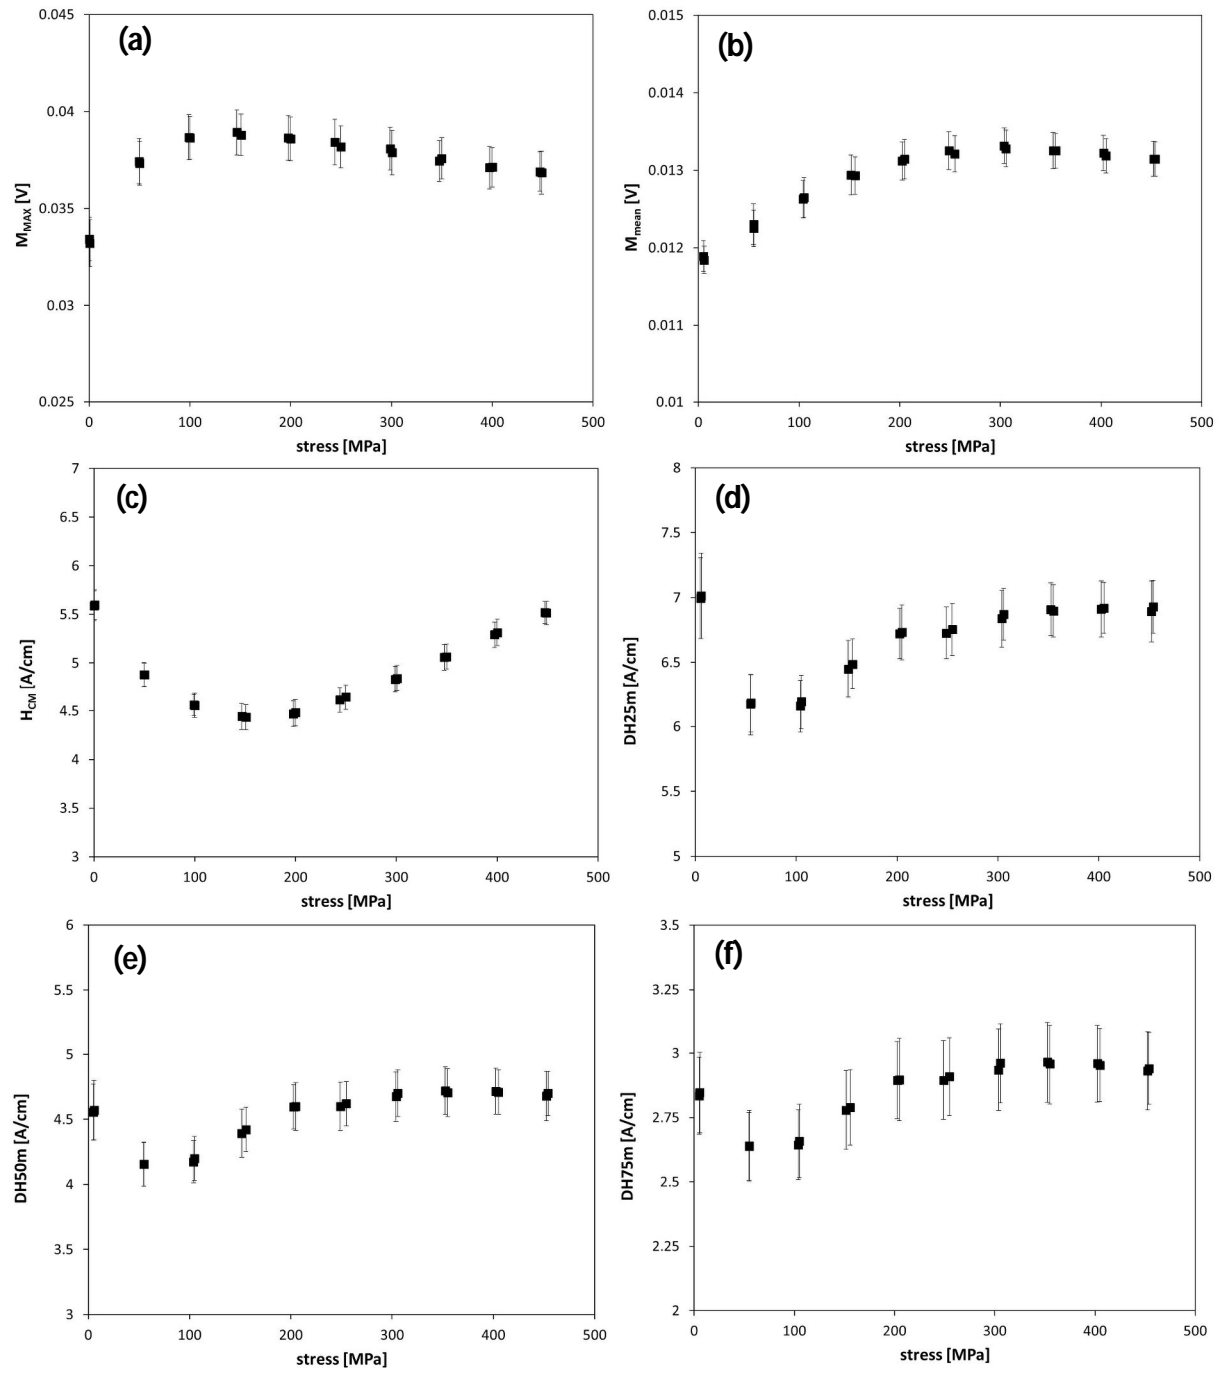 (a)
0.045
0.04
0.035
0.03
0.025
M_MAX [V]
0 100 200 300 400 500
stress [MPa]
(b)
0.015
0.014
0.013
0.012
0.011
0.01
M_mean [V]
0 100 200 300 400 500
stress [MPa]
(c)
7
6.5
6
5.5
5
4.5
4
3.5
3
H_CM [A/cm]
0 100 200 300 400 500
stress [MPa]
(d)
8
7.5
7
6.5
6
5.5
5
DH25m [A/cm]
0 100 200 300 400 500
stress [MPa]
(e)
6
5.5
5
4.5
4
3.5
3
DH50m [A/cm]
0 100 200 300 400 500
stress [MPa]
(f)
3.5
3.25
3
2.75
2.5
2.25
2
DH75m [A/cm]
0 100 200 300 400 500
stress [MPa]